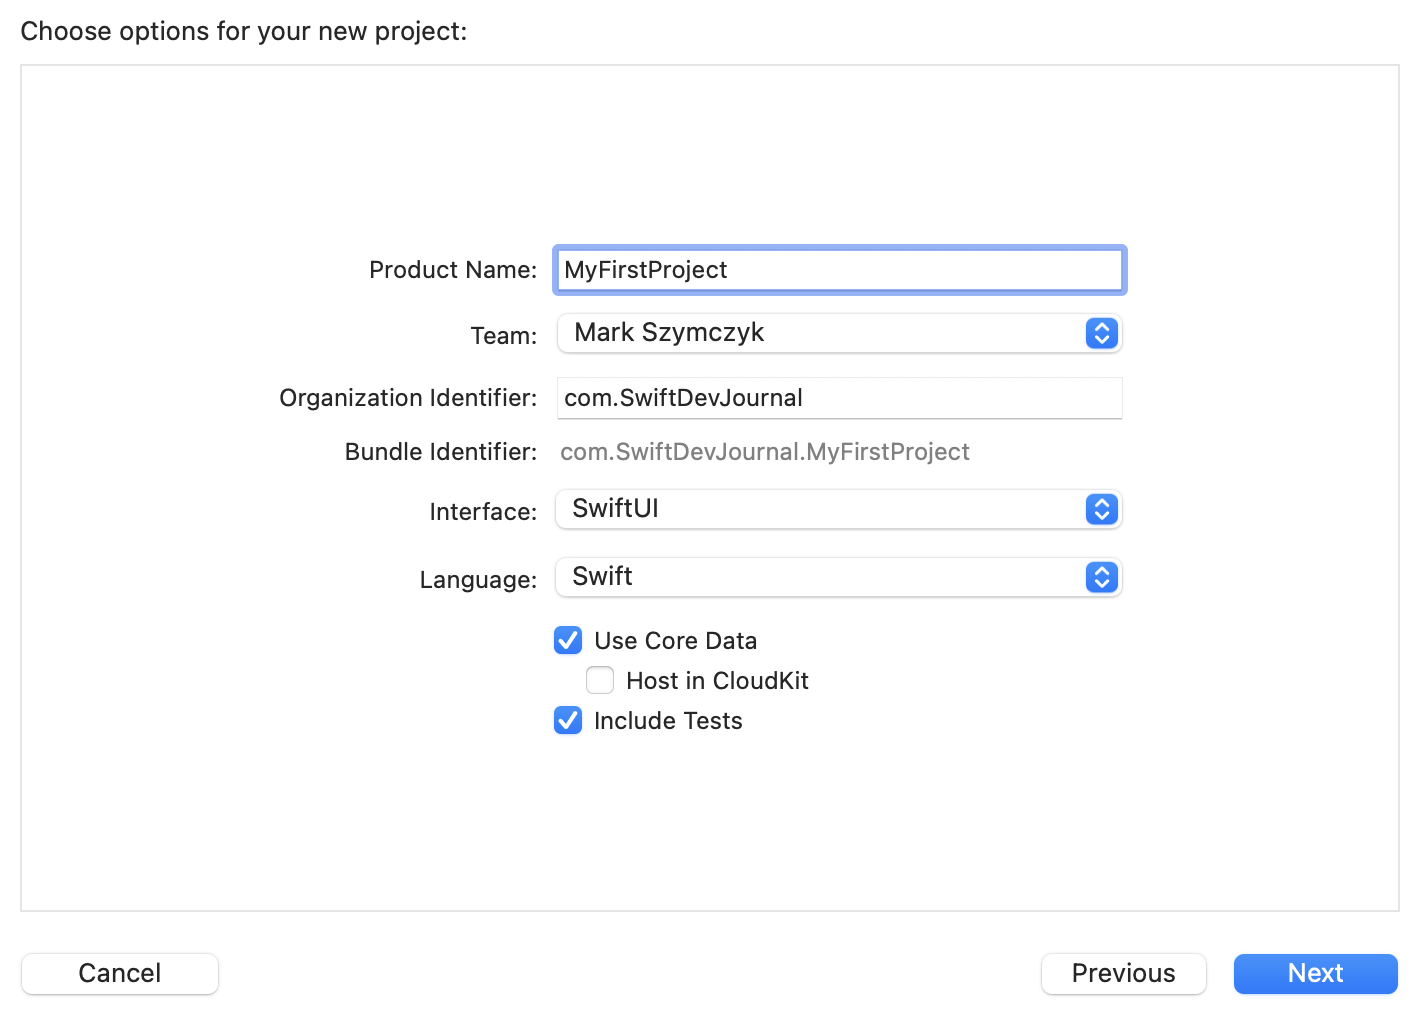 Choose options for your new project:
Product Name: MyFirstProject
Team: Mark Szymczyk
Organization Identifier: com.SwiftDevJournal
Bundle Identifier: com.SwiftDevJournal.MyFirstProject
Interface: SwiftUI
Language: Swift
Use Core Data
Host in CloudKit
Include Tests
Cancel Previous Next